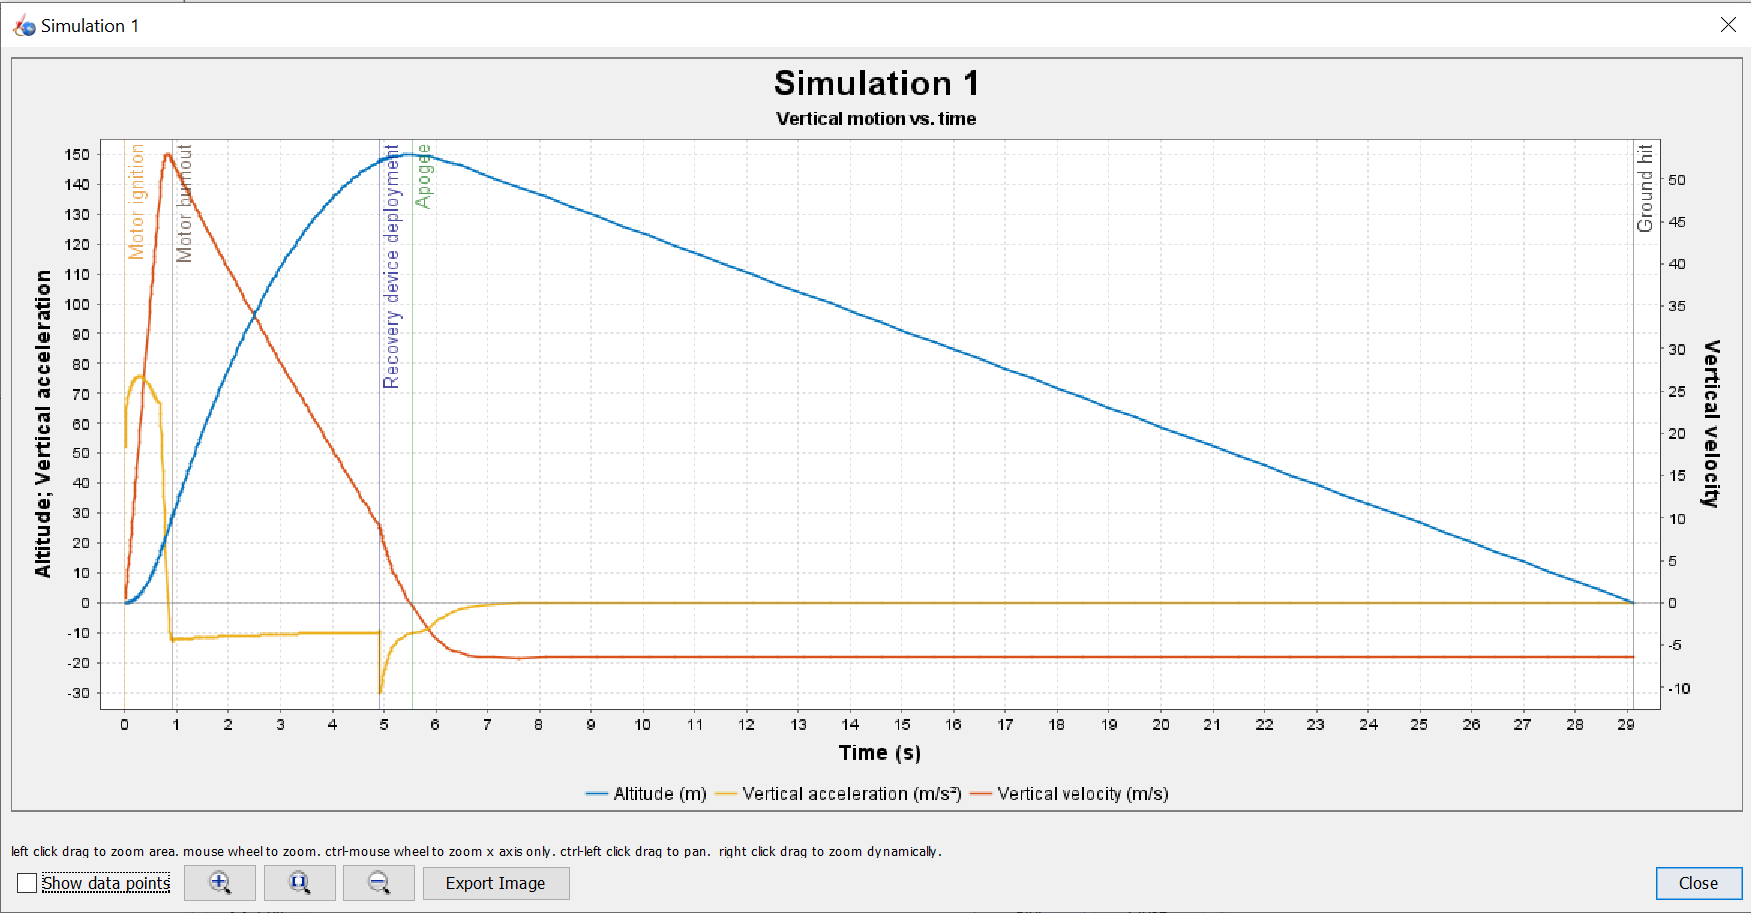 Simulation 1
Simulation 1
Vertical motion vs. time
Motor ignition
Motor burnout
Recovery device deployment
Apogee
Ground hit
Altitude; Vertical acceleration
150
140
130
120
110
100
90
80
70
60
50
40
30
20
10
0
-10
-20
-30
50
45
40
35
30
25
20
15
10
5
0
-5
-10
Vertical velocity
0 1 2 3 4 5 6 7 8 9 10 11 12 13 14 15 16 17 18 19 20 21 22 23 24 25 26 27 28 29
Time (s)
Altitude (m) Vertical acceleration (m/s²) Vertical velocity (m/s)
left click drag to zoom area. mouse wheel to zoom. ctrl-mouse wheel to zoom x axis only. ctrl-left click drag to pan. right click drag to zoom dynamically.
Show data points Export Image Close